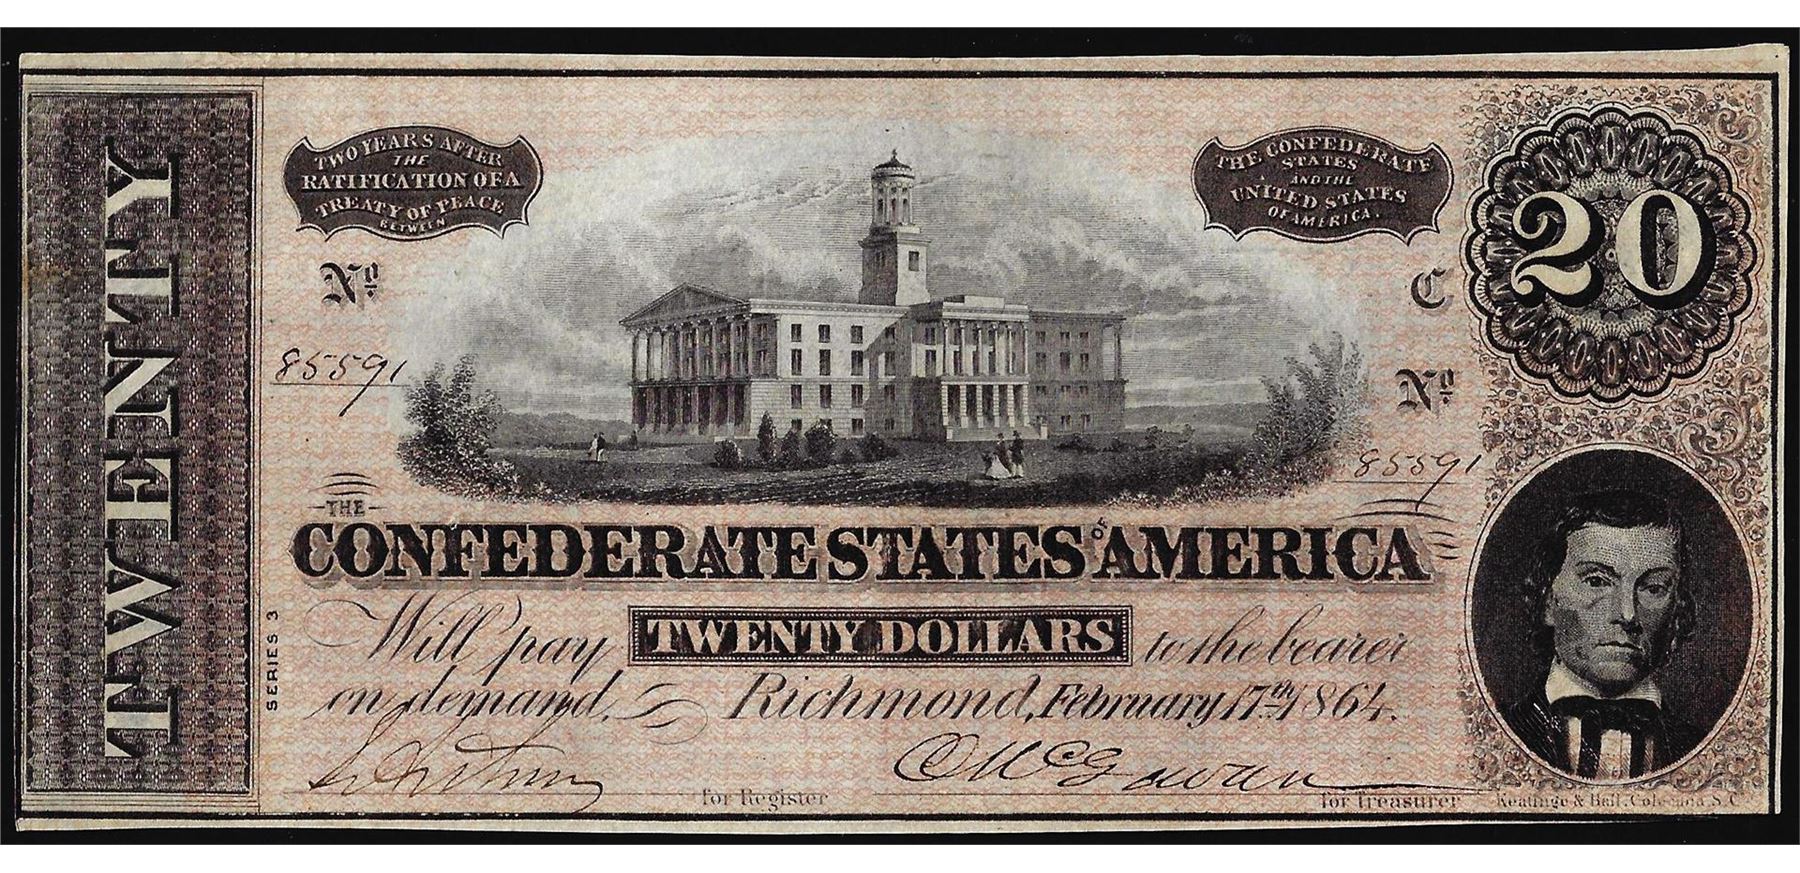 TWENTY
TWO YEARS AFTER
THE
RATIFICATION OF A
TREATY OF PEACE
BETWEEN
THE CONFEDERATE
STATES
AND THE
UNITED STATES
OF AMERICA.
20
Nº
C
85591
Nº
85591
THE
CONFEDERATE STATES OF AMERICA
Will pay TWENTY DOLLARS to the bearer
on demand. Richmond, February 17th 1864.
SERIES 3
C McGowan
for Register
for Treasurer
Keatinge & Ball, Columbia, S.C.